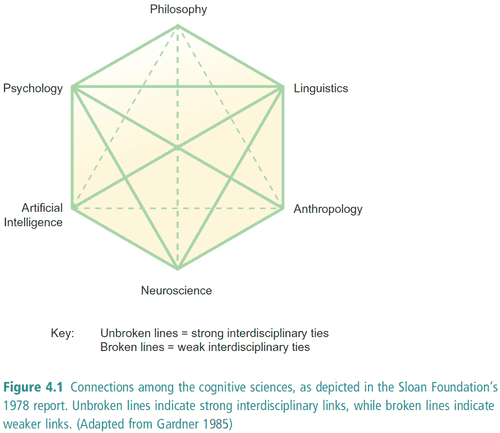 Philosophy
Psychology
Linguistics
Artificial
Intelligence
Anthropology
Neuroscience
Key: Unbroken lines = strong interdisciplinary ties
Broken lines = weak interdisciplinary ties
Figure 4.1 Connections among the cognitive sciences, as depicted in the Sloan Foundation's
1978 report. Unbroken lines indicate strong interdisciplinary links, while broken lines indicate
weaker links. (Adapted from Gardner 1985)